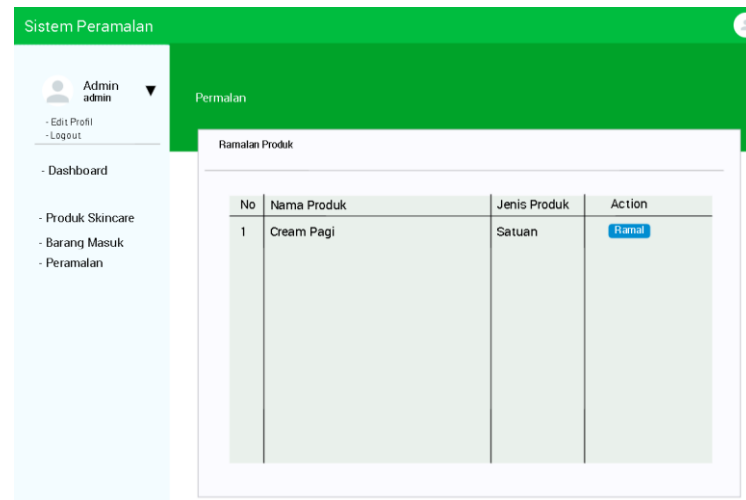 Sistem Peramalan
Admin
admin
- Edit Profil
- Logout
- Dashboard
- Produk Skincare
- Barang Masuk
- Peramalan
Permalan
Ramalan Produk
No Nama Produk Jenis Produk Action
1 Cream Pagi Satuan Ramal